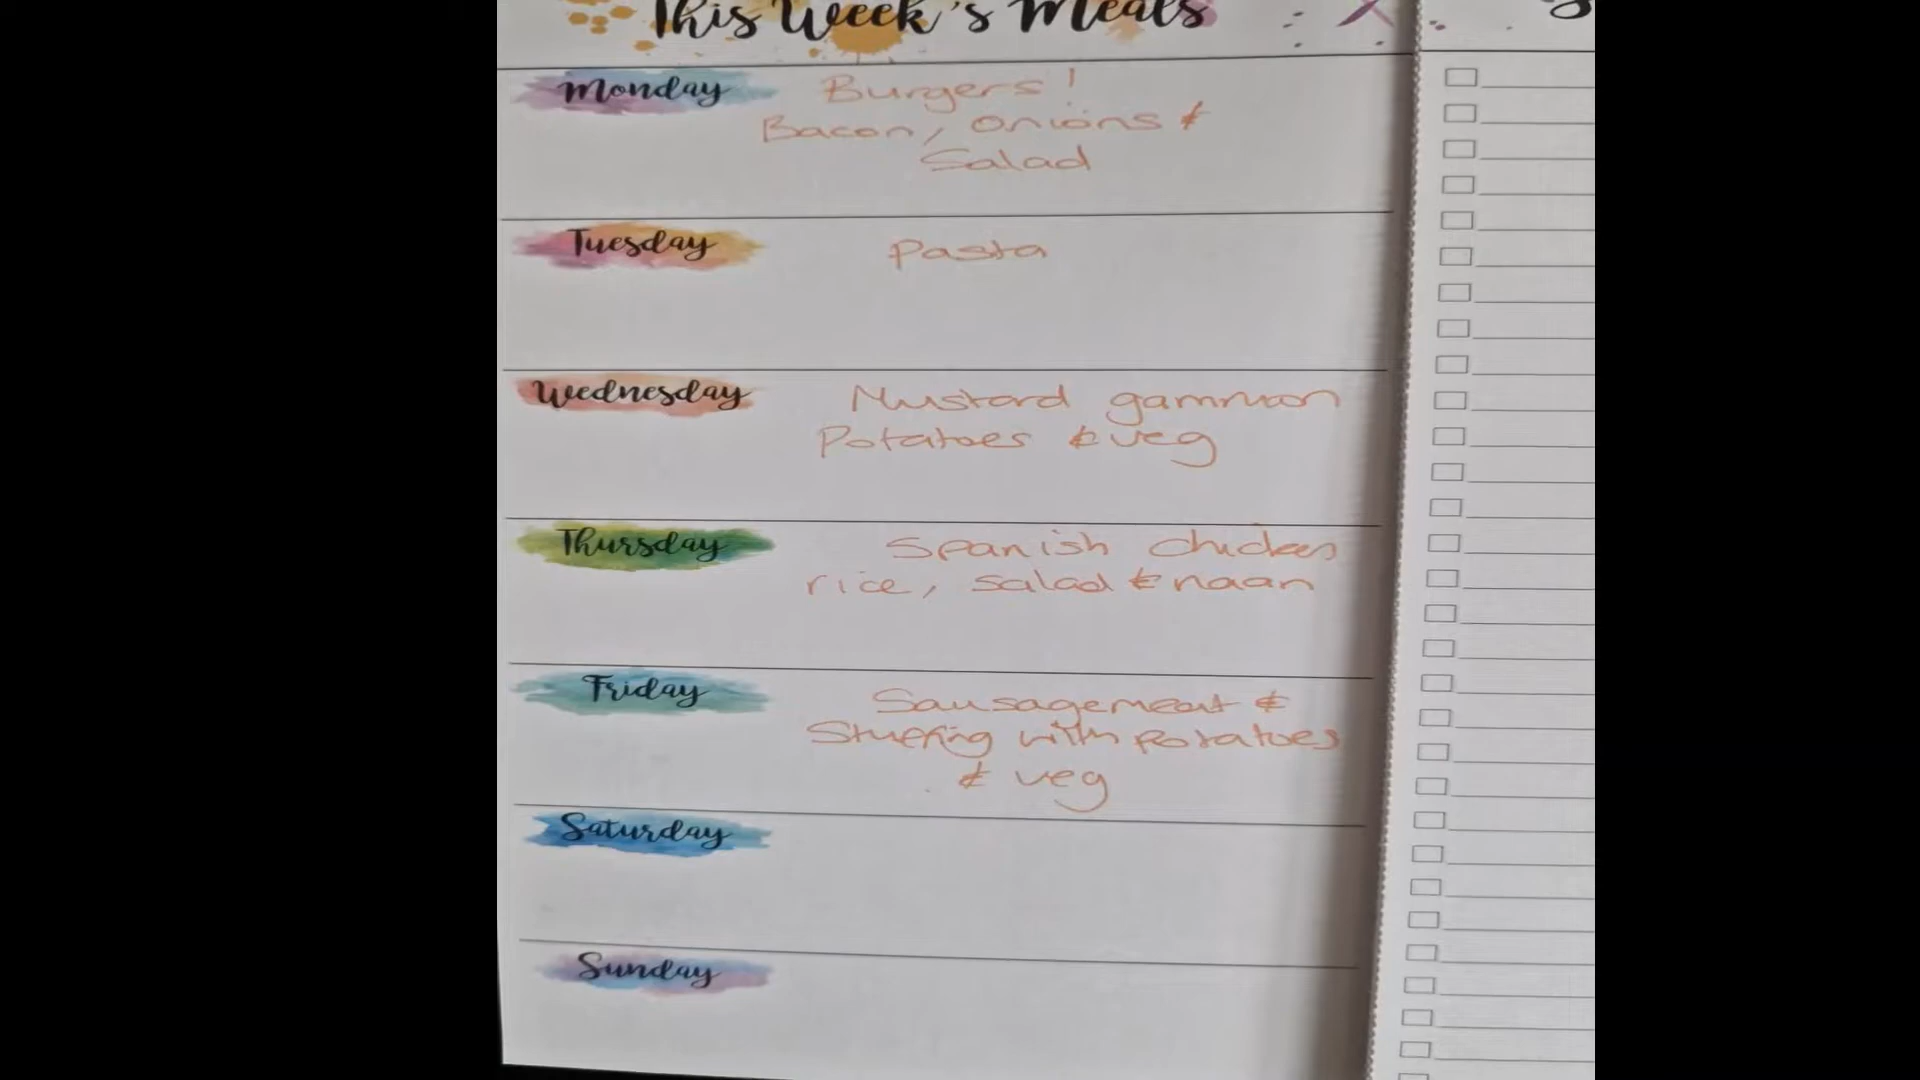 This Week's Meals
Monday
Burgers!
Bacon, onions &
Salad
Tuesday
Pasta
Wednesday
Mustard gammon
Potatoes & veg
Thursday
Spanish chicken
rice, salad & naan
Friday
Sausagemeat &
Stuffing with potatoes
& veg
Saturday
Sunday